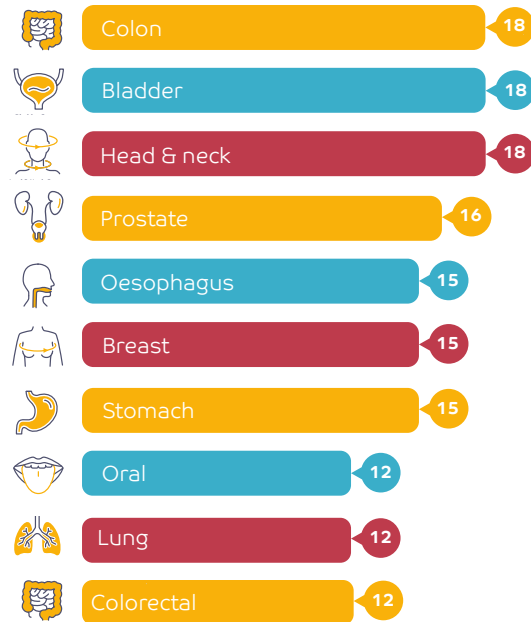 Colon 18
Bladder 18
Head & neck 18
Prostate 16
Oesophagus 15
Breast 15
Stomach 15
Oral 12
Lung 12
Colorectal 12